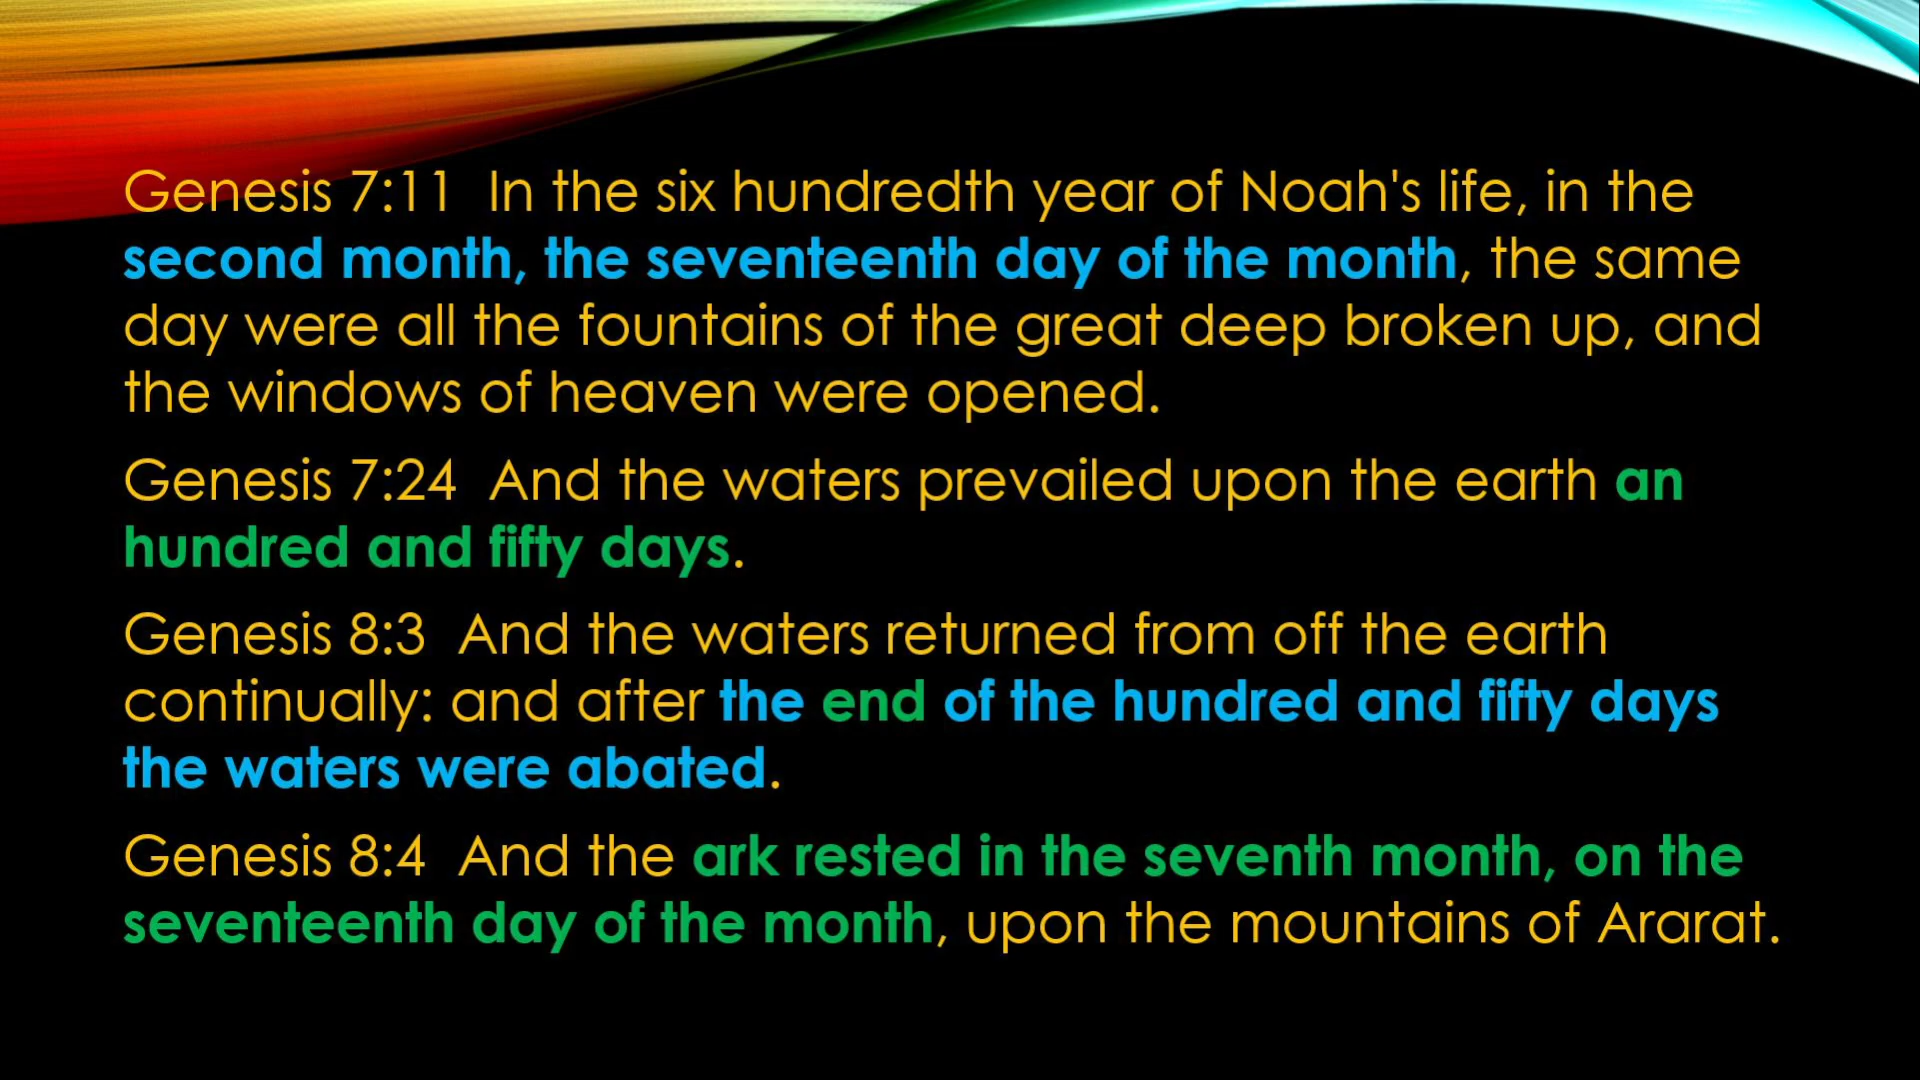 Genesis 7:11  In the six hundredth year of Noah's life, in the
second month, the seventeenth day of the month, the same
day were all the fountains of the great deep broken up, and
the windows of heaven were opened.
Genesis 7:24  And the waters prevailed upon the earth an
hundred and fifty days.
Genesis 8:3  And the waters returned from off the earth
continually: and after the end of the hundred and fifty days
the waters were abated.
Genesis 8:4  And the ark rested in the seventh month, on the
seventeenth day of the month, upon the mountains of Ararat.